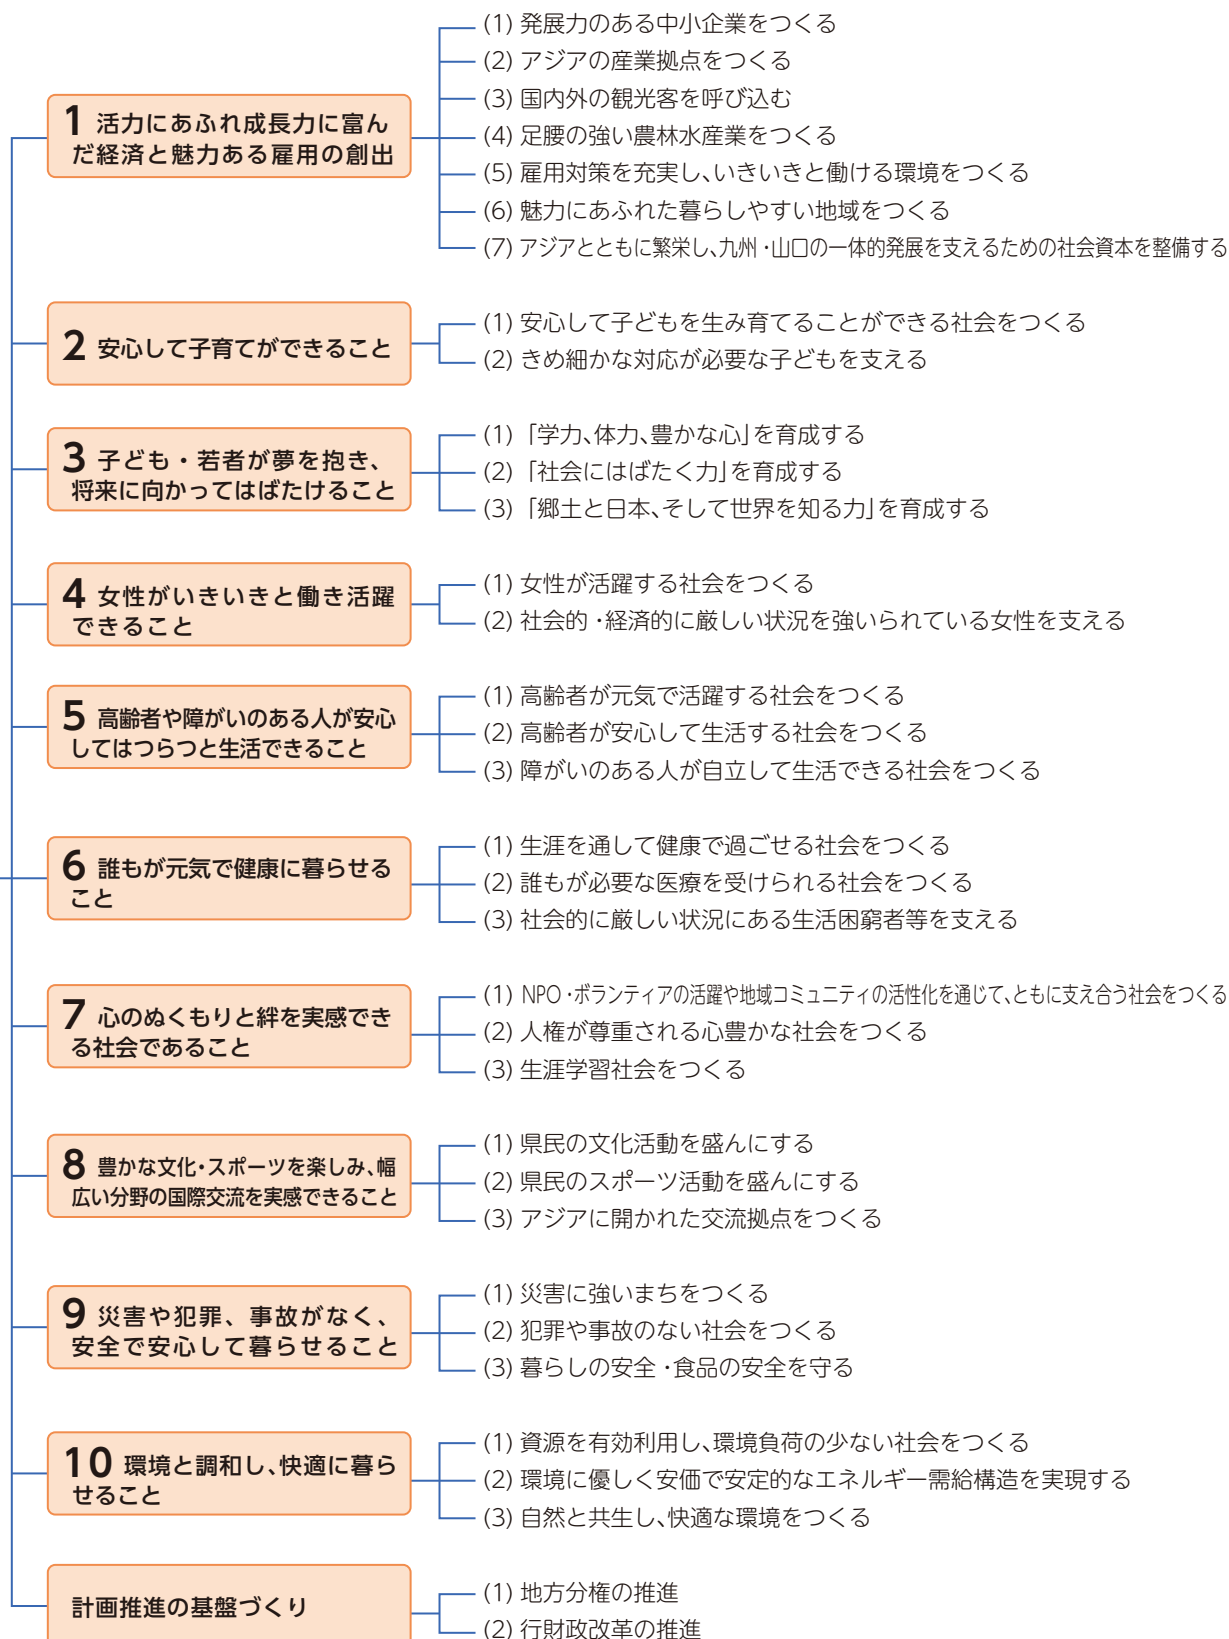 1 活力にあふれ成長力に富ん
だ経済と魅力ある雇用の創出
(1) 発展力のある中小企業をつくる
(2) アジアの産業拠点をつくる
(3) 国内外の観光客を呼び込む
(4) 足腰の強い農林水産業をつくる
(5) 雇用対策を充実し、いきいきと働ける環境をつくる
(6) 魅力にあふれた暮らしやすい地域をつくる
(7) アジアとともに繁栄し、九州・山口の一体的発展を支えるための社会資本を整備する
2 安心して子育てができること
(1) 安心して子どもを生み育てることができる社会をつくる
(2) きめ細かな対応が必要な子どもを支える
3 子ども・若者が夢を抱き、
将来に向かってはばたけること
(1) 「学力、体力、豊かな心」を育成する
(2) 「社会にはばたく力」を育成する
(3) 「郷土と日本、そして世界を知る力」を育成する
4 女性がいきいきと働き活躍
できること
(1) 女性が活躍する社会をつくる
(2) 社会的・経済的に厳しい状況を強いられている女性を支える
5 高齢者や障がいのある人が安心
してはつらつと生活できること
(1) 高齢者が元気で活躍する社会をつくる
(2) 高齢者が安心して生活する社会をつくる
(3) 障がいのある人が自立して生活できる社会をつくる
6 誰もが元気で健康に暮らせる
こと
(1) 生涯を通して健康で過ごせる社会をつくる
(2) 誰もが必要な医療を受けられる社会をつくる
(3) 社会的に厳しい状況にある生活困窮者等を支える
7 心のぬくもりと絆を実感でき
る社会であること
(1) NPO・ボランティアの活躍や地域コミュニティの活性化を通じて、ともに支え合う社会をつくる
(2) 人権が尊重される心豊かな社会をつくる
(3) 生涯学習社会をつくる
8 豊かな文化・スポーツを楽しみ、幅
広い分野の国際交流を実感できること
(1) 県民の文化活動を盛んにする
(2) 県民のスポーツ活動を盛んにする
(3) アジアに開かれた交流拠点をつくる
9 災害や犯罪、事故がなく、
安全で安心して暮らせること
(1) 災害に強いまちをつくる
(2) 犯罪や事故のない社会をつくる
(3) 暮らしの安全・食品の安全を守る
10 環境と調和し、快適に暮ら
せること
(1) 資源を有効利用し、環境負荷の少ない社会をつくる
(2) 環境に優しく安価で安定的なエネルギー需給構造を実現する
(3) 自然と共生し、快適な環境をつくる
計画推進の基盤づくり
(1) 地方分権の推進
(2) 行財政改革の推進